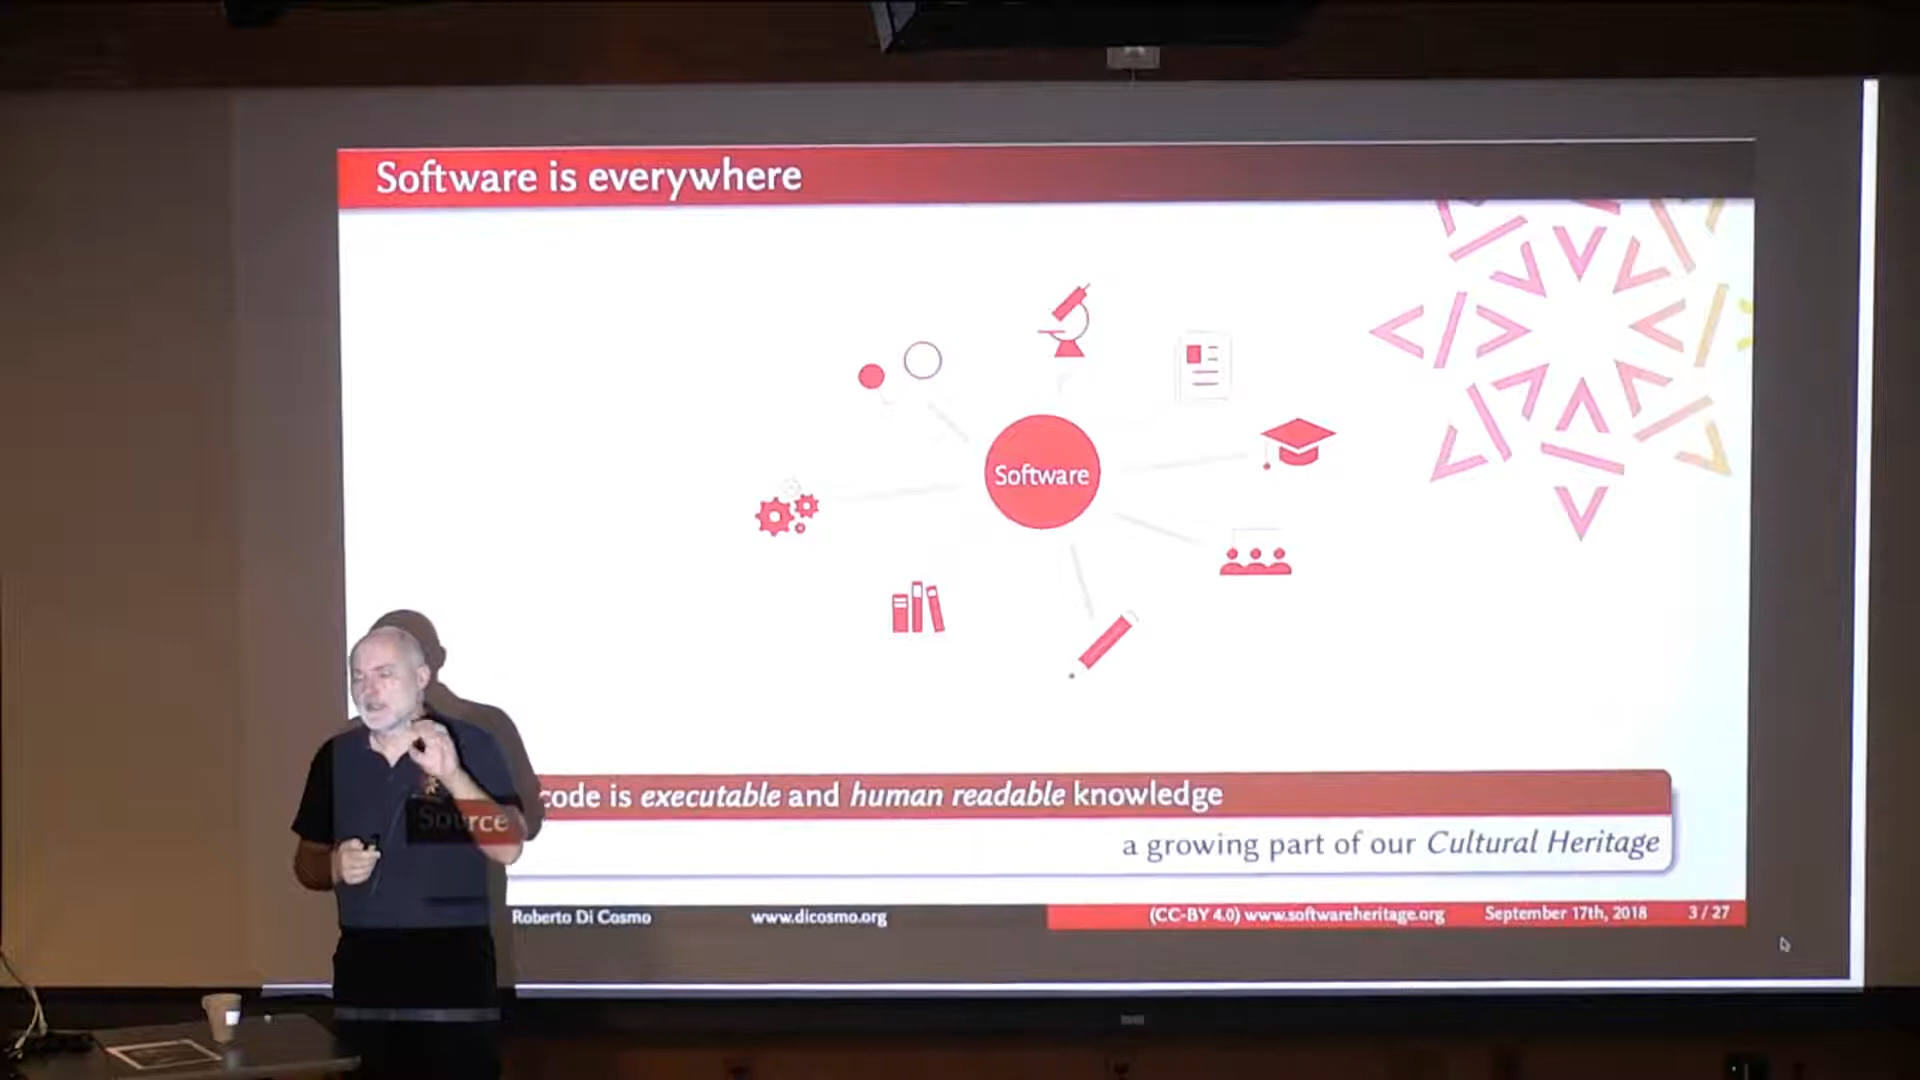 Software is everywhere
Software
Source code is executable and human readable knowledge
a growing part of our Cultural Heritage
Roberto Di Cosmo www.dicosmo.org (CC-BY 4.0) www.softwareheritage.org September 17th, 2018 3 / 27